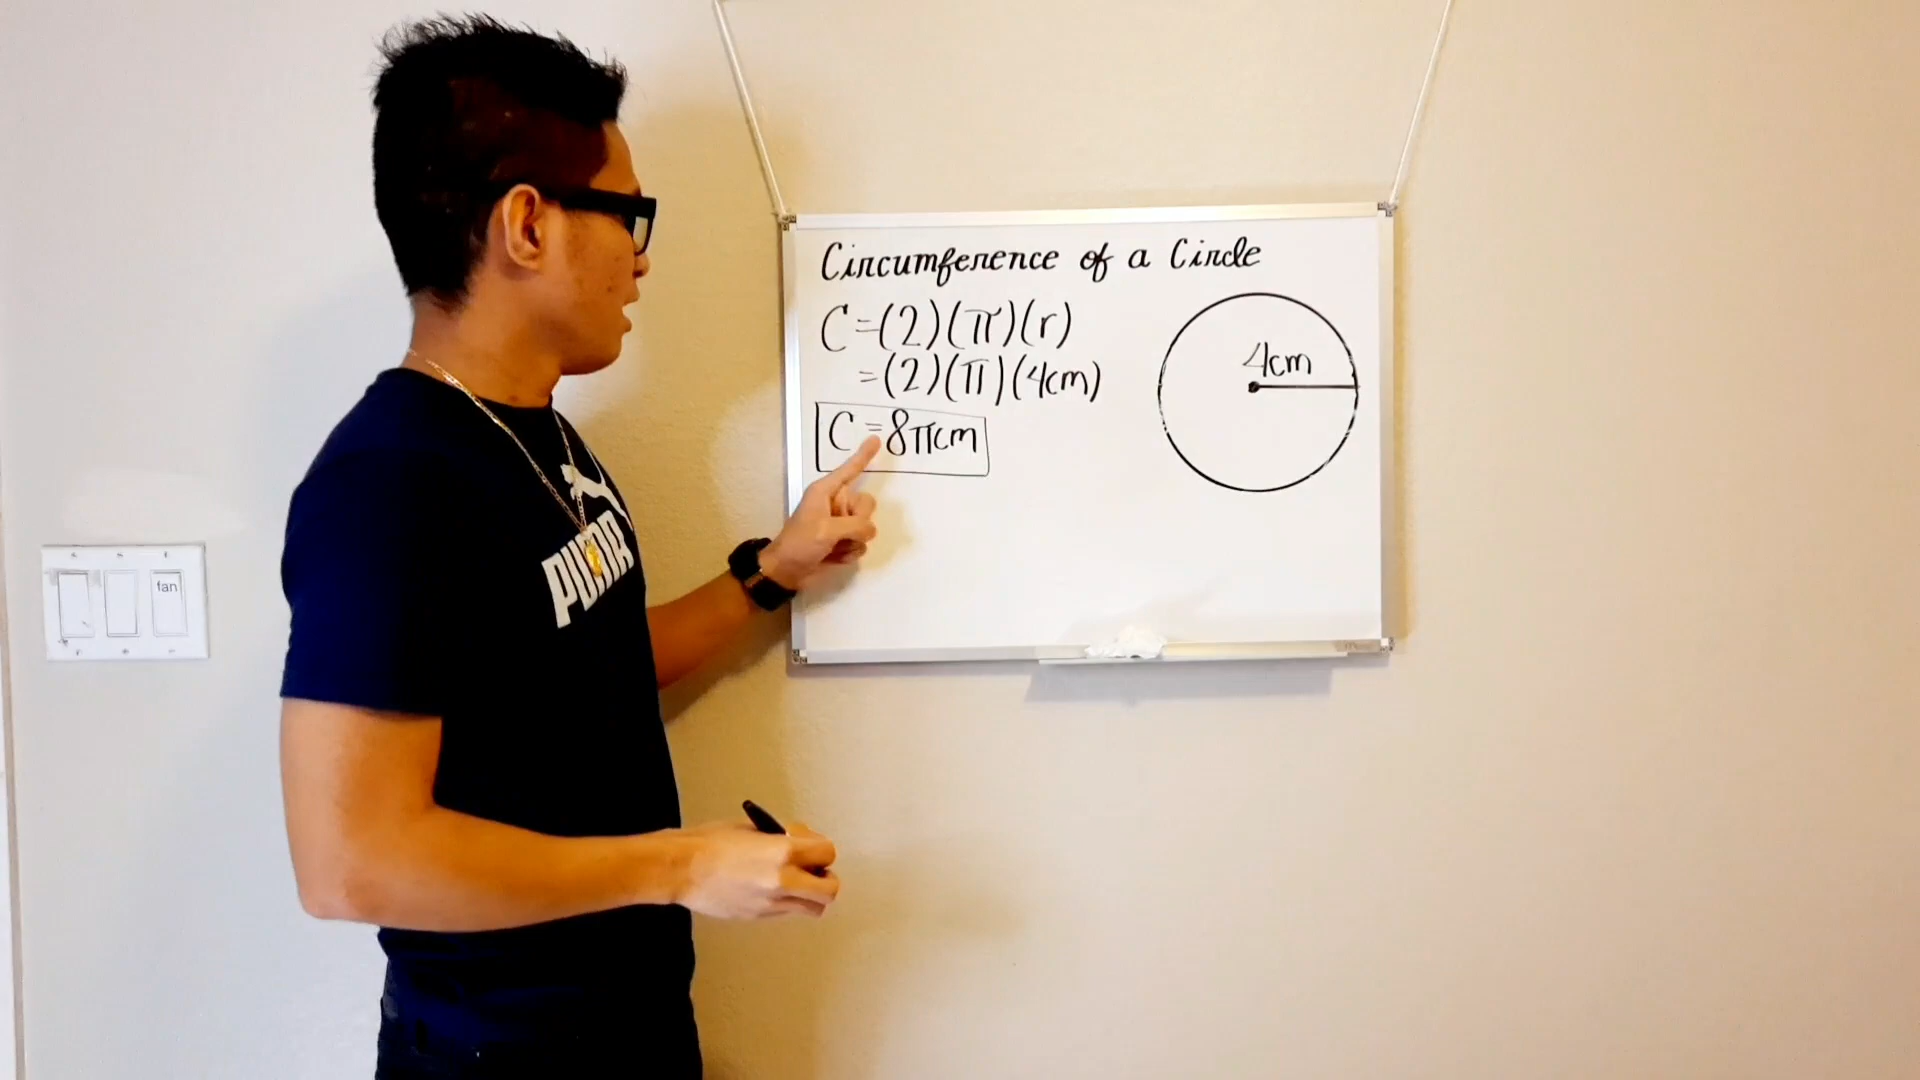 Circumference of a Circle
C=(2)(π)(r)
=(2)(π)(4cm)
C=8πcm
4cm
PUMA
fan